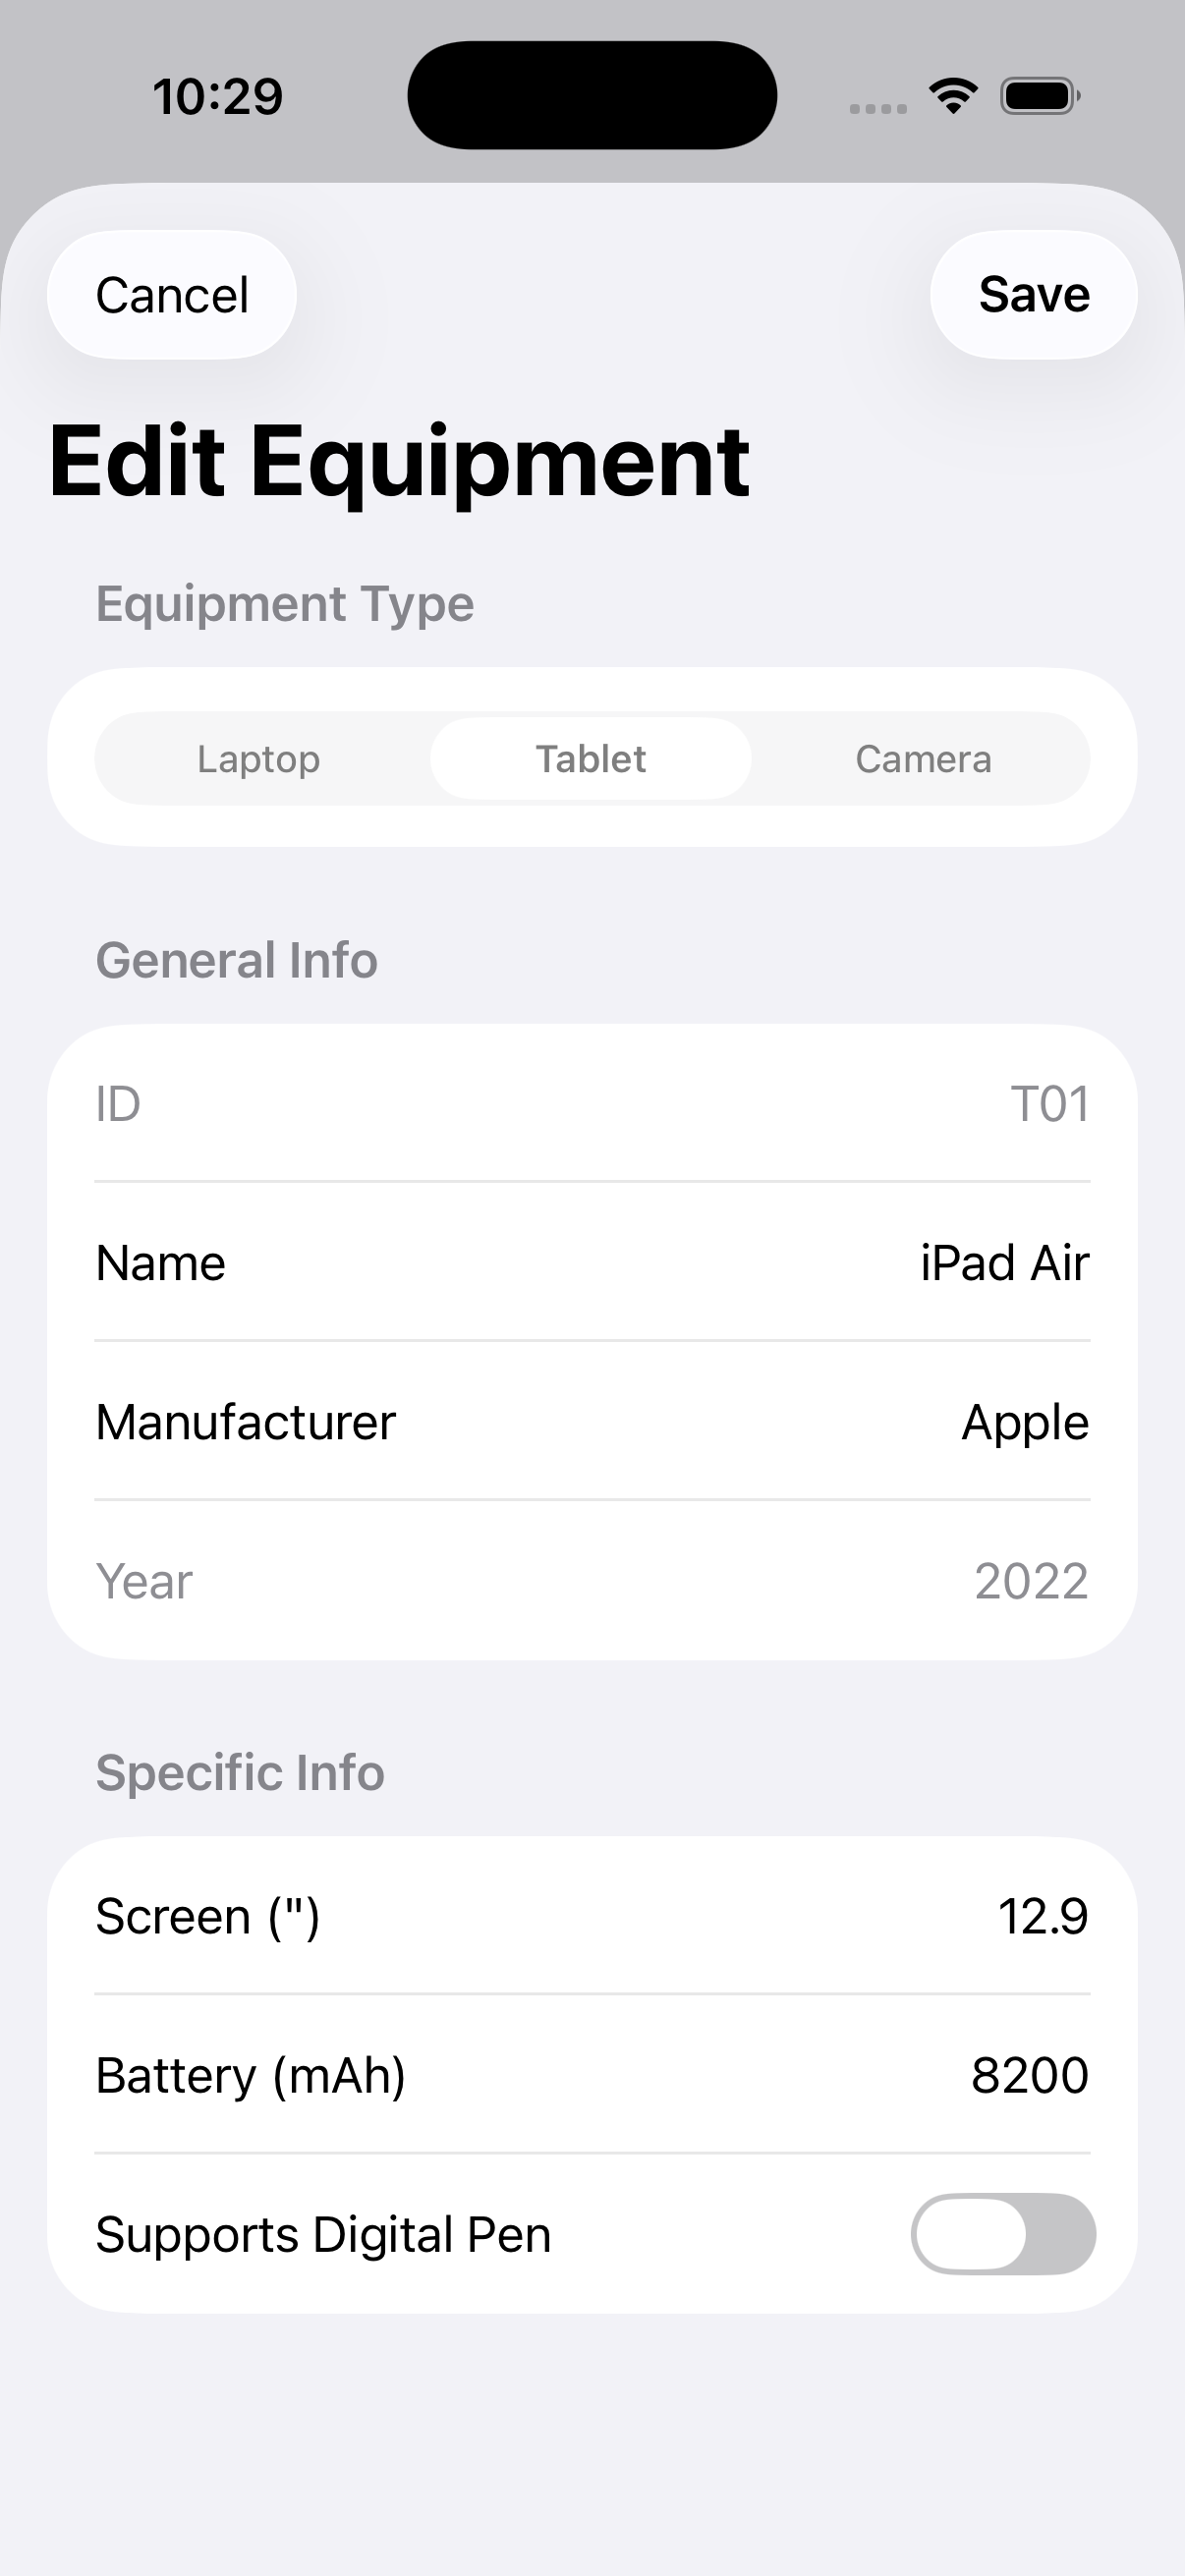 10:29
Cancel
Save
Edit Equipment
Equipment Type
Laptop
Tablet
Camera
General Info
ID
T01
Name
iPad Air
Manufacturer
Apple
Year
2022
Specific Info
Screen (")
12.9
Battery (mAh)
8200
Supports Digital Pen